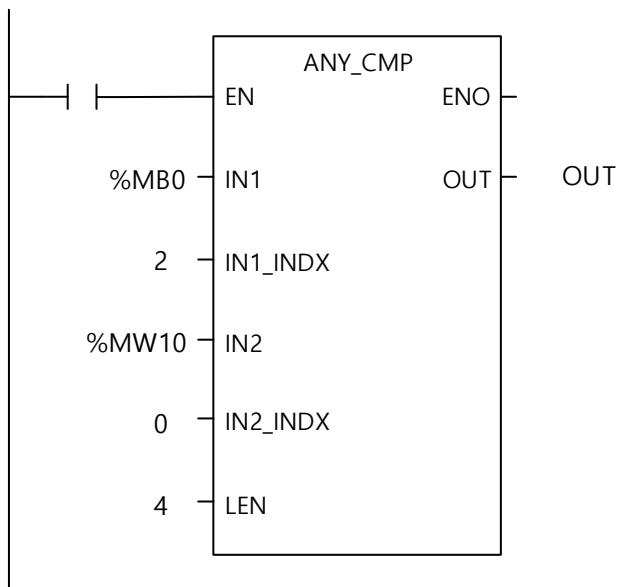 ANY_CMP
EN ENO
%MB0 IN1 OUT OUT
2 IN1_INDX
%MW10 IN2
0 IN2_INDX
4 LEN